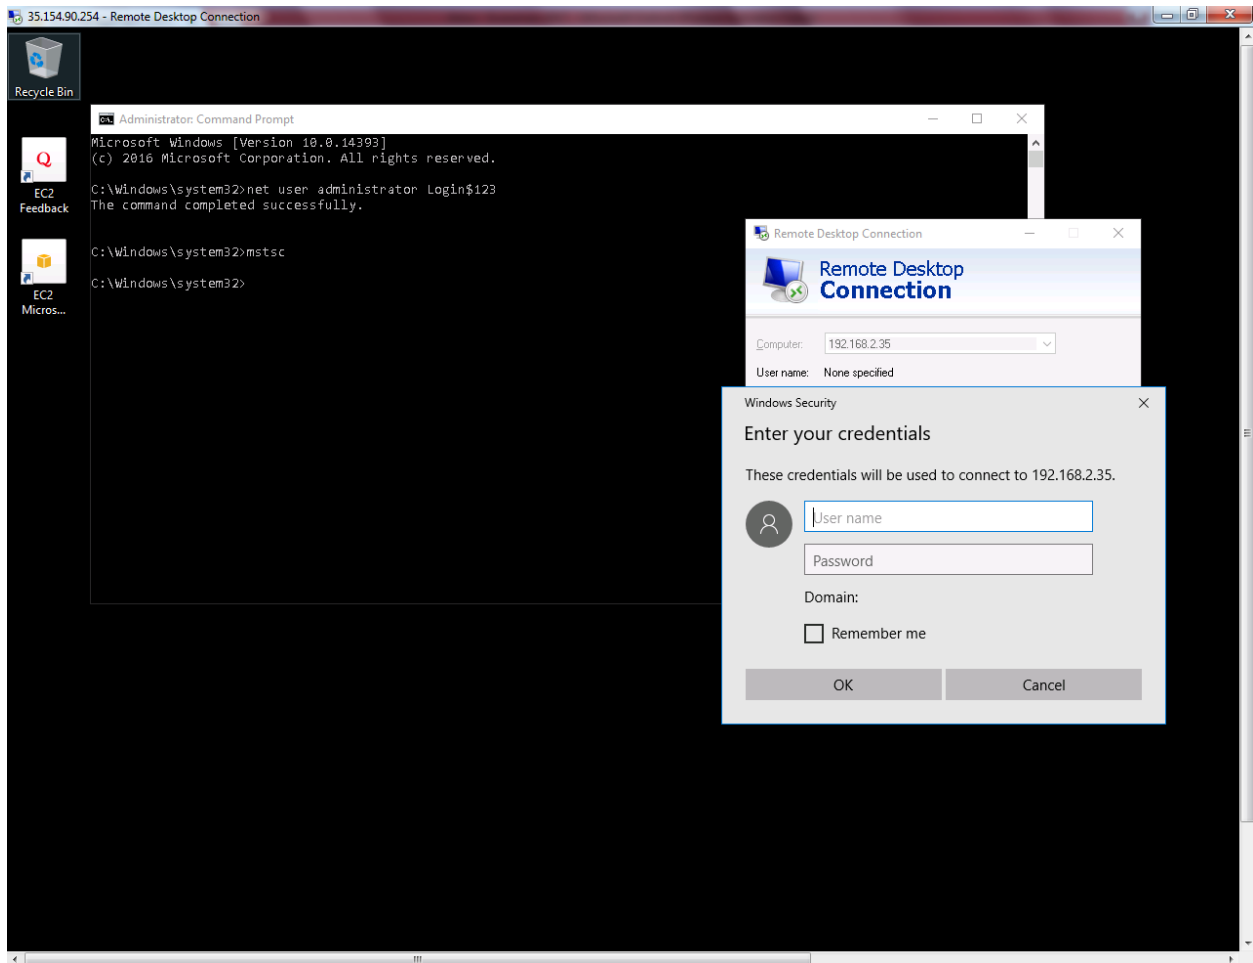 35.154.90.254 - Remote Desktop Connection
Recycle Bin
Administrator: Command Prompt
Microsoft Windows [Version 10.0.14393]
(c) 2016 Microsoft Corporation. All rights reserved.
C:\Windows\system32>net user administrator Login$123
The command completed successfully.
C:\Windows\system32>mstsc
C:\Windows\system32>
Q
EC2
Feedback
EC2
Micros...
Remote Desktop Connection
Remote Desktop
Connection
Computer: 192.168.2.35
User name: None specified
Windows Security
Enter your credentials
These credentials will be used to connect to 192.168.2.35.
User name
Password
Domain:
Remember me
OK Cancel